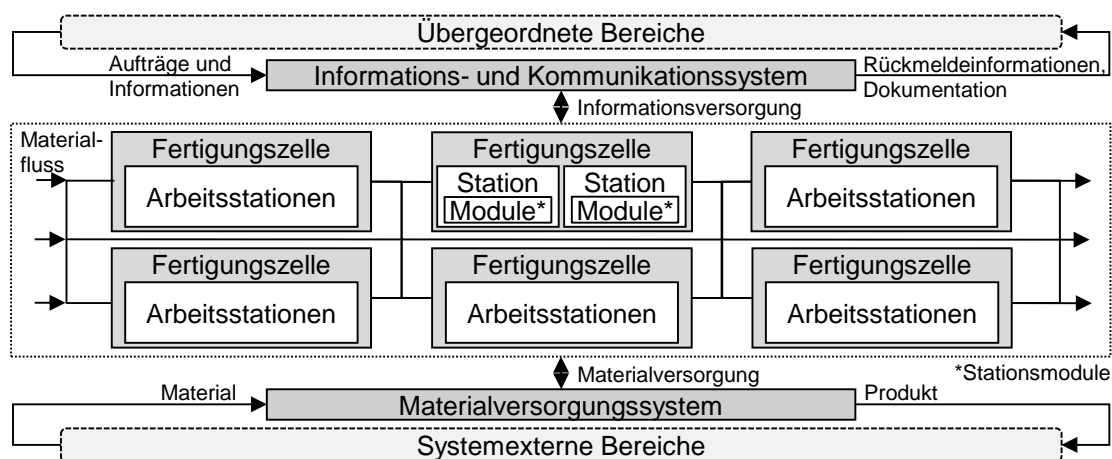 Übergeordnete Bereiche
Aufträge und
Informationen
Informations- und Kommunikationssystem
Rückmeldeinformationen,
Dokumentation
Informationsversorgung
Material-
fluss
Fertigungszelle
Arbeitsstationen
Fertigungszelle
Station
Module*
Station
Module*
Fertigungszelle
Arbeitsstationen
Fertigungszelle
Arbeitsstationen
Fertigungszelle
Arbeitsstationen
Fertigungszelle
Arbeitsstationen
Materialversorgung
*Stationsmodule
Material
Materialversorgungssystem
Produkt
Systemexterne Bereiche